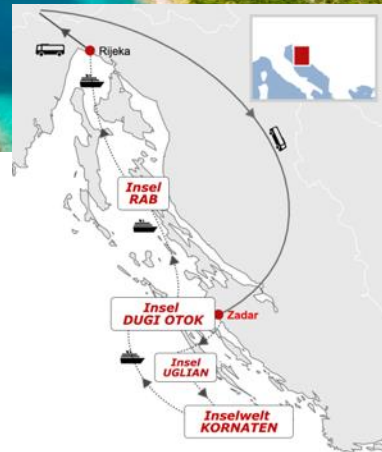 Rijeka
Insel
RAB
Insel
DUGI OTOK
Zadar
Insel
UGLIAN
Inselwelt
KORNATEN